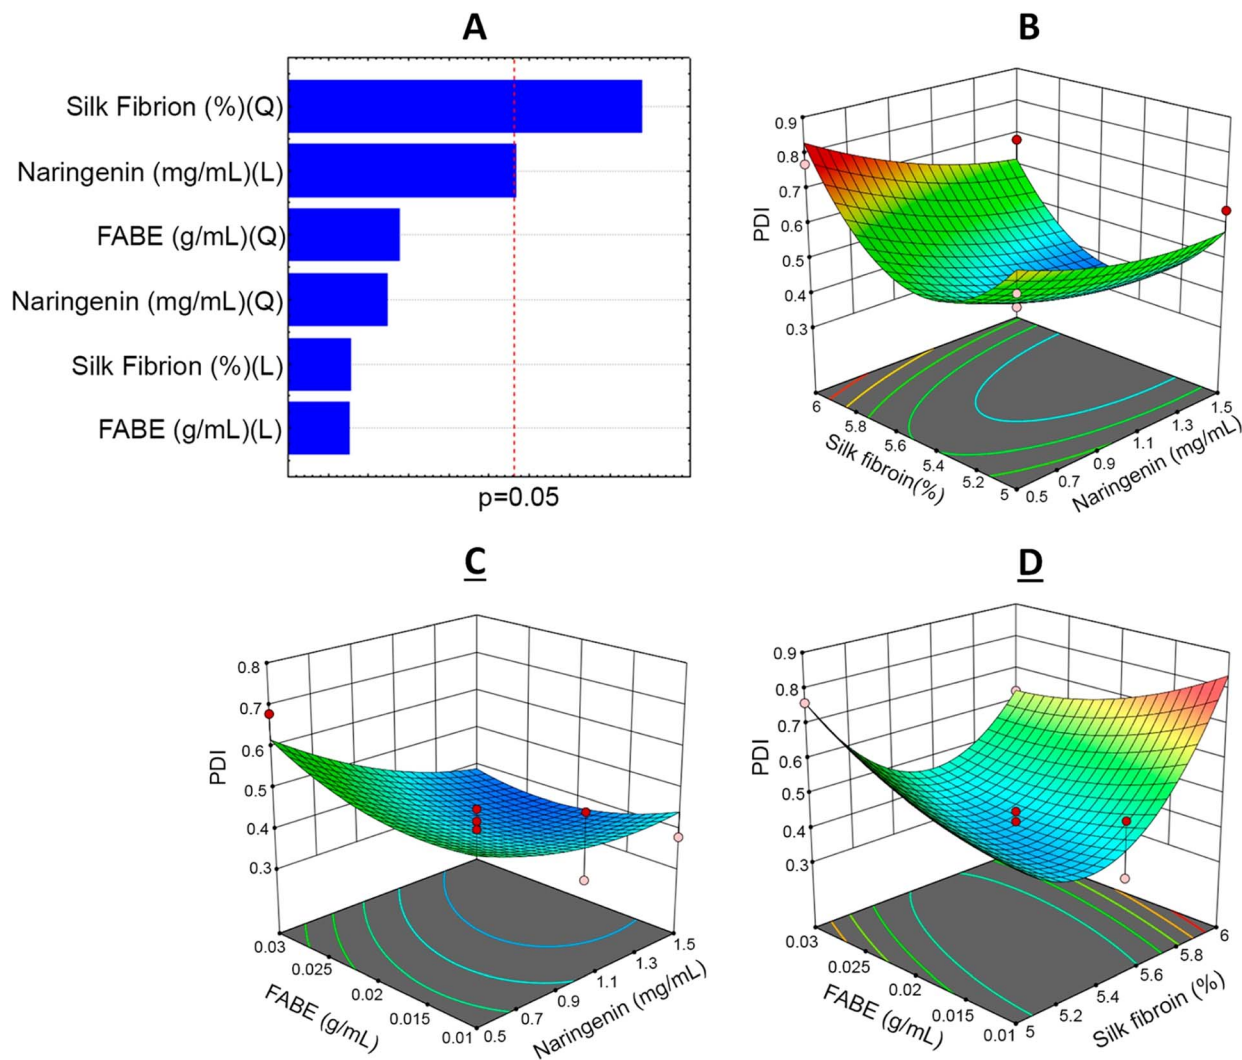 A
Silk Fibrion (%)(Q)
Naringenin (mg/mL)(L)
FABE (g/mL)(Q)
Naringenin (mg/mL)(Q)
Silk Fibrion (%)(L)
FABE (g/mL)(L)
p=0.05
B
0.9
0.8
0.7
0.6
0.5
0.4
0.3
PDI
6
5.8
5.6
5.4
5.2
5
Silk fibroin(%)
0.5
0.7
0.9
1.1
1.3
1.5
Naringenin (mg/mL)
C
0.8
0.7
0.6
0.5
0.4
0.3
PDI
0.03
0.025
0.02
0.015
0.01
FABE (g/mL)
0.5
0.7
0.9
1.1
1.3
1.5
Naringenin (mg/mL)
D
0.9
0.8
0.7
0.6
0.5
0.4
0.3
PDI
0.03
0.025
0.02
0.015
0.01
FABE (g/mL)
5
5.2
5.4
5.6
5.8
6
Silk fibroin (%)